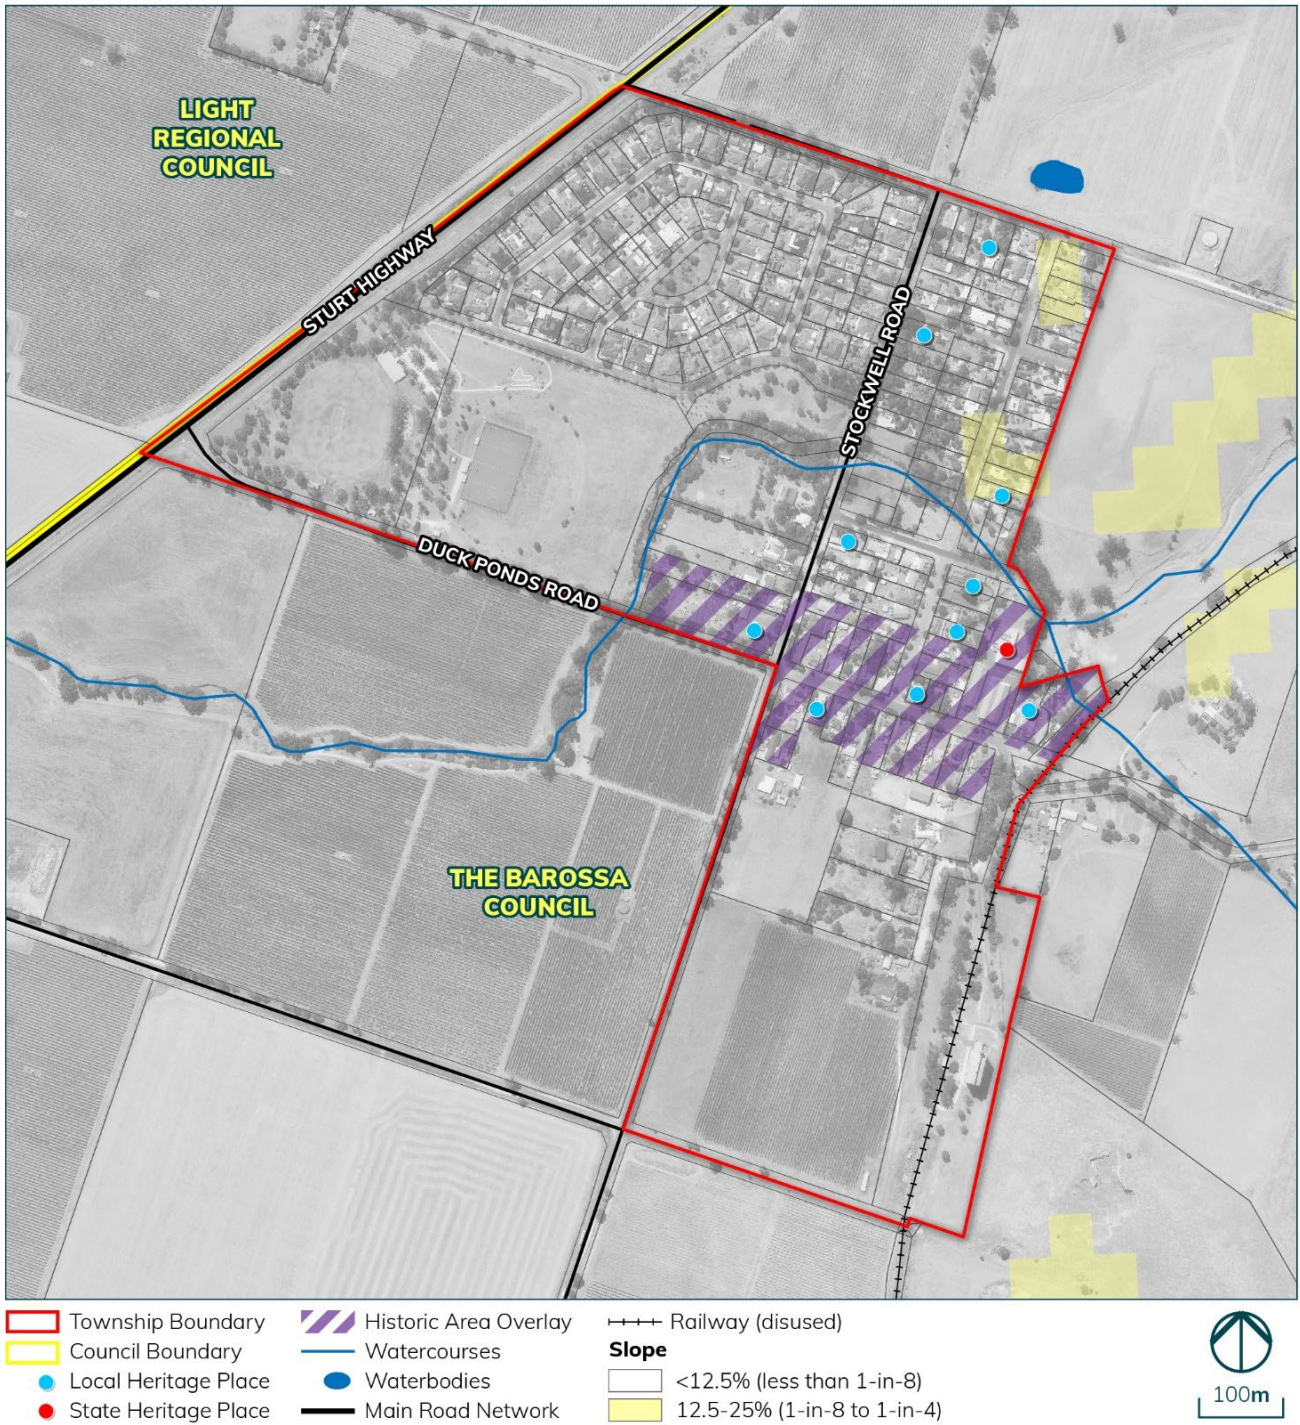 LIGHT
REGIONAL
COUNCIL
STURT HIGHWAY
STOCKWELL ROAD
DUCK PONDS ROAD
THE BAROSSA
COUNCIL
Township Boundary
Council Boundary
Local Heritage Place
State Heritage Place
Historic Area Overlay
Watercourses
Waterbodies
Main Road Network
Railway (disused)
Slope
<12.5% (less than 1-in-8)
12.5-25% (1-in-8 to 1-in-4)
100m